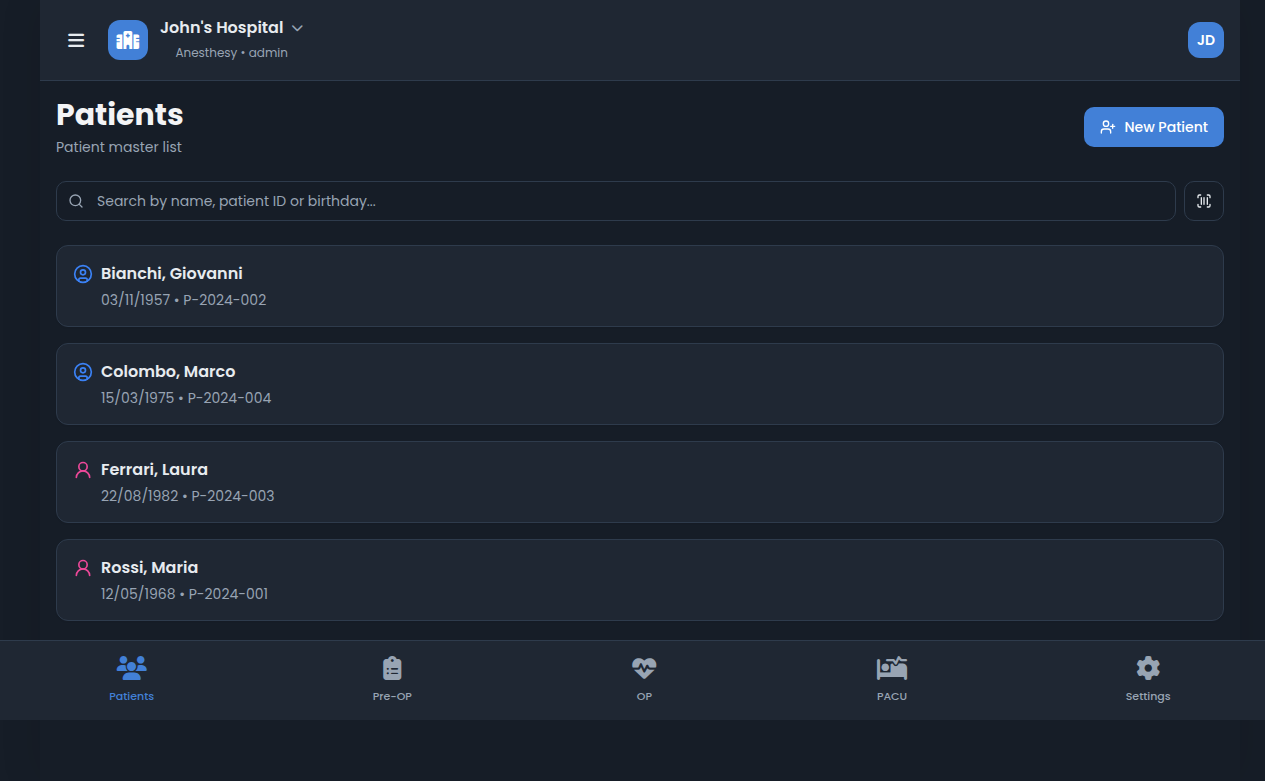 John's Hospital
Anesthesy • admin
JD
Patients
Patient master list
New Patient
Search by name, patient ID or birthday...
Bianchi, Giovanni
03/11/1957 • P-2024-002
Colombo, Marco
15/03/1975 • P-2024-004
Ferrari, Laura
22/08/1982 • P-2024-003
Rossi, Maria
12/05/1968 • P-2024-001
Patients
Pre-OP
OP
PACU
Settings